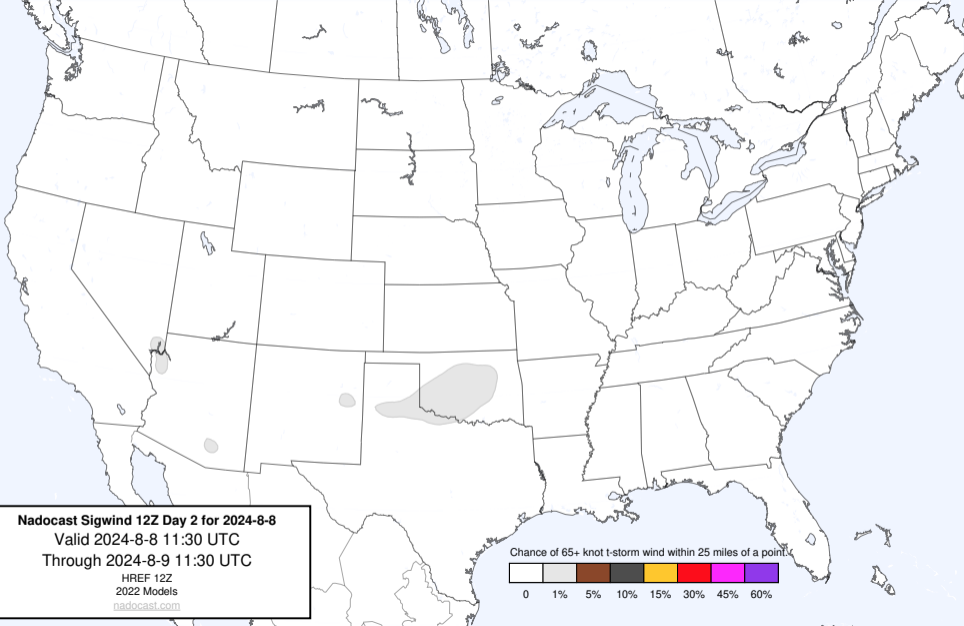 Nadocast Sigwind 12Z Day 2 for 2024-8-8
Valid 2024-8-8 11:30 UTC
Through 2024-8-9 11:30 UTC
HREF 12Z
2022 Models
nadocast.com
Chance of 65+ knot t-storm wind within 25 miles of a point.
0 1% 5% 10% 15% 30% 45% 60%